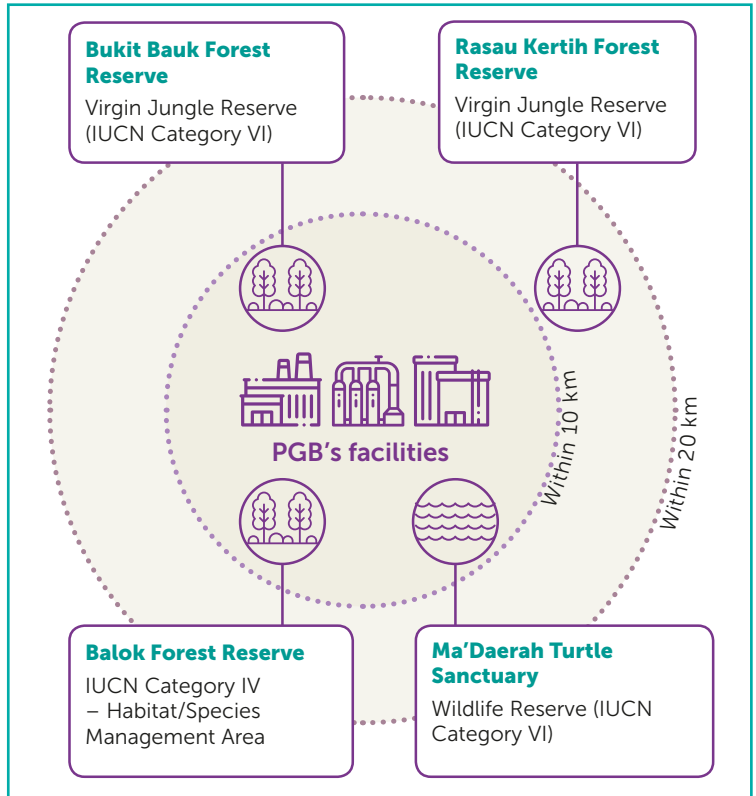 Bukit Bauk Forest
Reserve
Virgin Jungle Reserve
(IUCN Category VI)
Rasau Kertih Forest
Reserve
Virgin Jungle Reserve
(IUCN Category VI)
PGB's facilities
Within 10 km
Within 20 km
Balok Forest Reserve
IUCN Category IV
– Habitat/Species
Management Area
Ma'Daerah Turtle
Sanctuary
Wildlife Reserve (IUCN
Category VI)